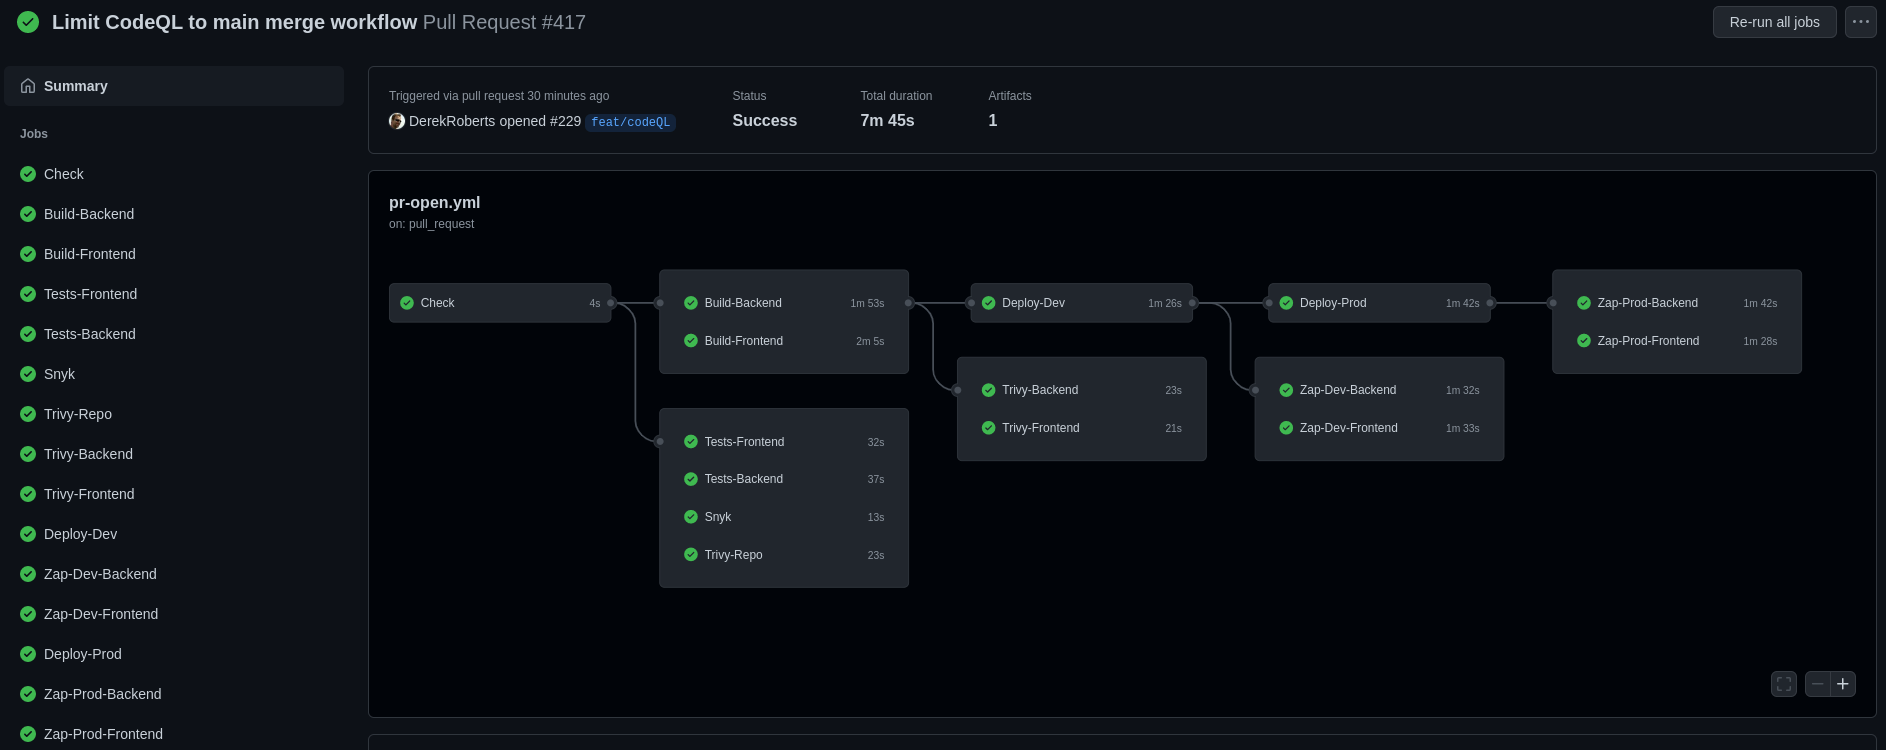 Limit CodeQL to main merge workflow Pull Request #417
Re-run all jobs
Summary
Jobs
Check
Build-Backend
Build-Frontend
Tests-Frontend
Tests-Backend
Snyk
Trivy-Repo
Trivy-Backend
Trivy-Frontend
Deploy-Dev
Zap-Dev-Backend
Zap-Dev-Frontend
Deploy-Prod
Zap-Prod-Backend
Zap-Prod-Frontend
Triggered via pull request 30 minutes ago
DerekRoberts opened #229 feat/codeQL
Status
Success
Total duration
7m 45s
Artifacts
1
pr-open.yml
on: pull_request
Check 4s
Build-Backend 1m 53s
Build-Frontend 2m 5s
Tests-Frontend 32s
Tests-Backend 37s
Snyk 13s
Trivy-Repo 23s
Deploy-Dev 1m 26s
Trivy-Backend 23s
Trivy-Frontend 21s
Deploy-Prod 1m 42s
Zap-Dev-Backend 1m 32s
Zap-Dev-Frontend 1m 33s
Zap-Prod-Backend 1m 42s
Zap-Prod-Frontend 1m 28s